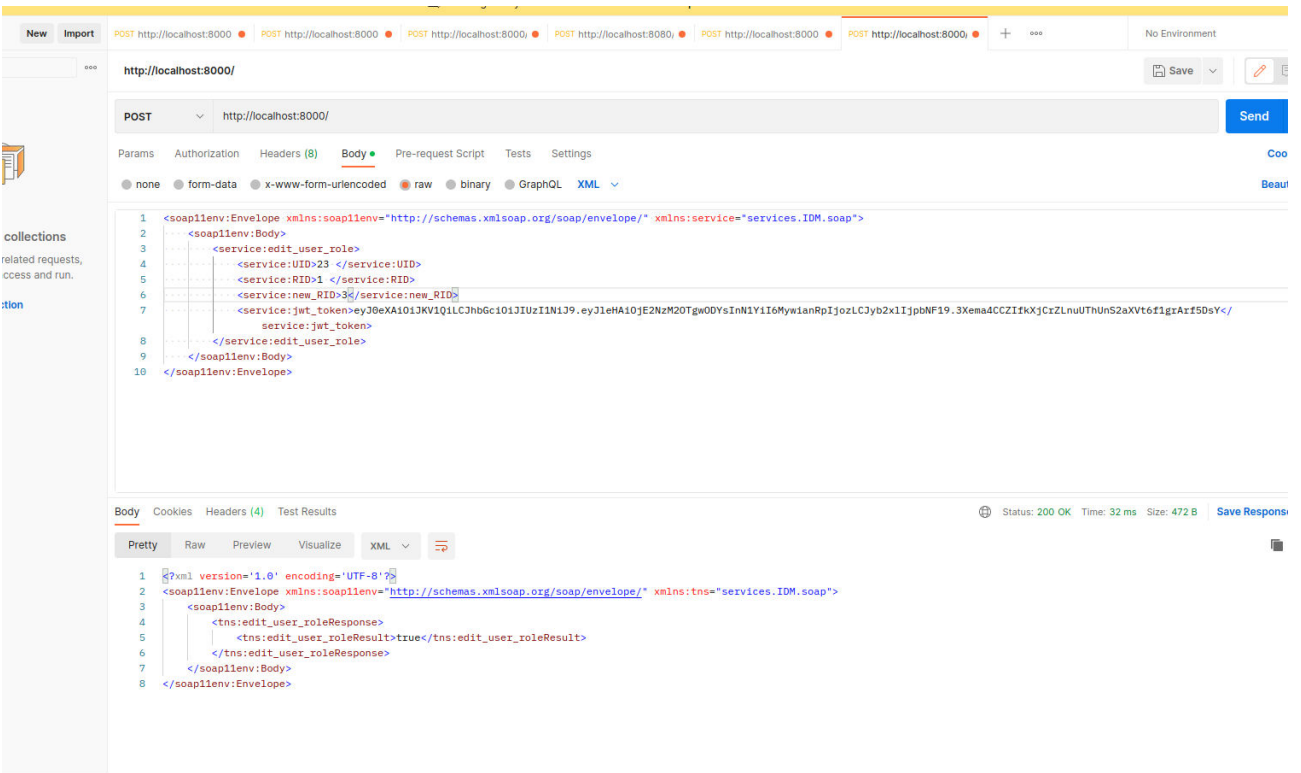 New Import POST http://localhost:8000 POST http://localhost:8000 POST http://localhost:8000/ POST http://localhost:8080/ POST http://localhost:8000 POST http://localhost:8000/ + ooo No Environment
ooo http://localhost:8000/ Save
POST http://localhost:8000/ Send
Params Authorization Headers (8) Body Pre-request Script Tests Settings Coo
none form-data x-www-form-urlencoded raw binary GraphQL XML Beaut
collections
related requests,
ccess and run.
ction
1 <soap11env:Envelope xmlns:soap11env="http://schemas.xmlsoap.org/soap/envelope/" xmlns:service="services.IDM.soap">
2 <soap11env:Body>
3 <service:edit_user_role>
4 <service:UID>23 </service:UID>
5 <service:RID>1 </service:RID>
6 <service:new_RID>3</service:new_RID>
7 <service:jwt_token>eyJ0eXAiOiJKV1QiLCJhbGciOiJIUzI1NiJ9.eyJleHAiOjE2NzM2OTgwODYsInN1YiI6MywianRpIjozLCJyb2xlIjpbNF19.3Xema4CCZIfkXjCrZLnuUThUnS2aXVt6f1grArf5DsY</
service:jwt_token>
8 </service:edit_user_role>
9 </soap11env:Body>
10 </soap11env:Envelope>
Body Cookies Headers (4) Test Results Status: 200 OK Time: 32 ms Size: 472 B Save Response
Pretty Raw Preview Visualize XML
1 <?xml version='1.0' encoding='UTF-8'?>
2 <soap11env:Envelope xmlns:soap11env="http://schemas.xmlsoap.org/soap/envelope/" xmlns:tns="services.IDM.soap">
3 <soap11env:Body>
4 <tns:edit_user_roleResponse>
5 <tns:edit_user_roleResult>true</tns:edit_user_roleResult>
6 </tns:edit_user_roleResponse>
7 </soap11env:Body>
8 </soap11env:Envelope>